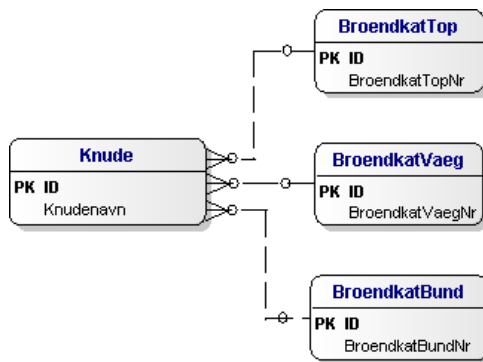 BroendkatTop
PK ID
BroendkatTopNr
Knude
PK ID
Knudenavn
BroendkatVaeg
PK ID
BroendkatVaegNr
BroendkatBund
PK ID
BroendkatBundNr